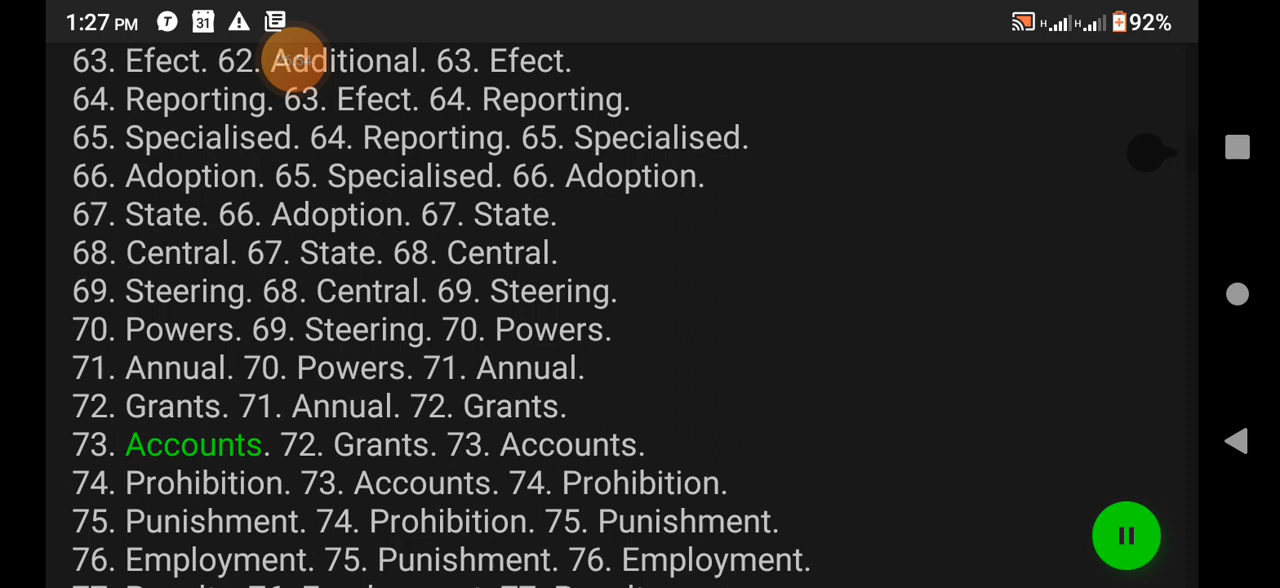 1:27 PM 31 92%
63. Efect. 62. Additional. 63. Efect.
64. Reporting. 63. Efect. 64. Reporting.
65. Specialised. 64. Reporting. 65. Specialised.
66. Adoption. 65. Specialised. 66. Adoption.
67. State. 66. Adoption. 67. State.
68. Central. 67. State. 68. Central.
69. Steering. 68. Central. 69. Steering.
70. Powers. 69. Steering. 70. Powers.
71. Annual. 70. Powers. 71. Annual.
72. Grants. 71. Annual. 72. Grants.
73. Accounts. 72. Grants. 73. Accounts.
74. Prohibition. 73. Accounts. 74. Prohibition.
75. Punishment. 74. Prohibition. 75. Punishment.
76. Employment. 75. Punishment. 76. Employment.